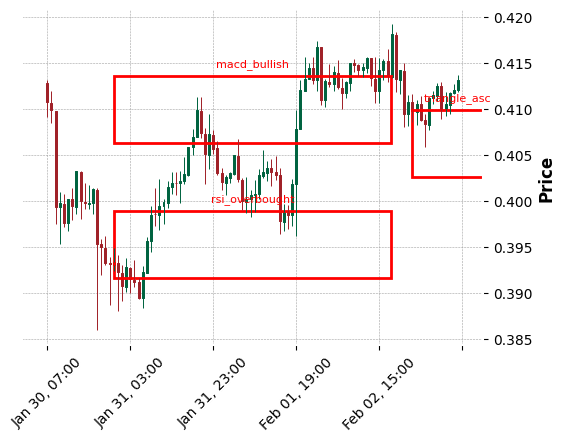 0.420
0.415
0.410
0.405
0.400
0.395
0.390
0.385
Price
macd_bullish
triangle_asc
rsi_overbought
Jan 30, 07:00
Jan 31, 03:00
Jan 31, 23:00
Feb 01, 19:00
Feb 02, 15:00